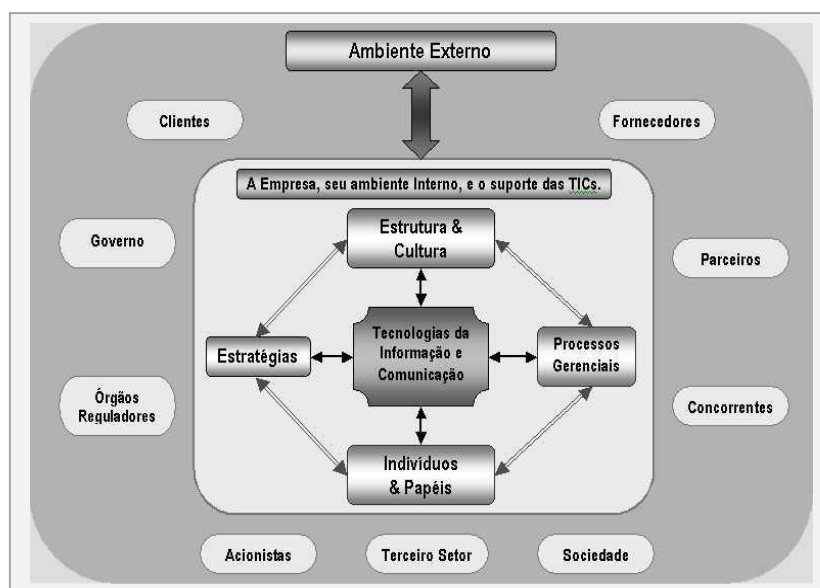 Ambiente Externo
Clientes
Fornecedores
A Empresa, seu ambiente Interno, e o suporte das TICs.
Governo
Estrutura &
Cultura
Parceiros
Estratégias
Tecnologias da
Informação e
Comunicação
Processos
Gerenciais
Órgãos
Reguladores
Concorrentes
Indivíduos
& Papéis
Acionistas
Terceiro Setor
Sociedade